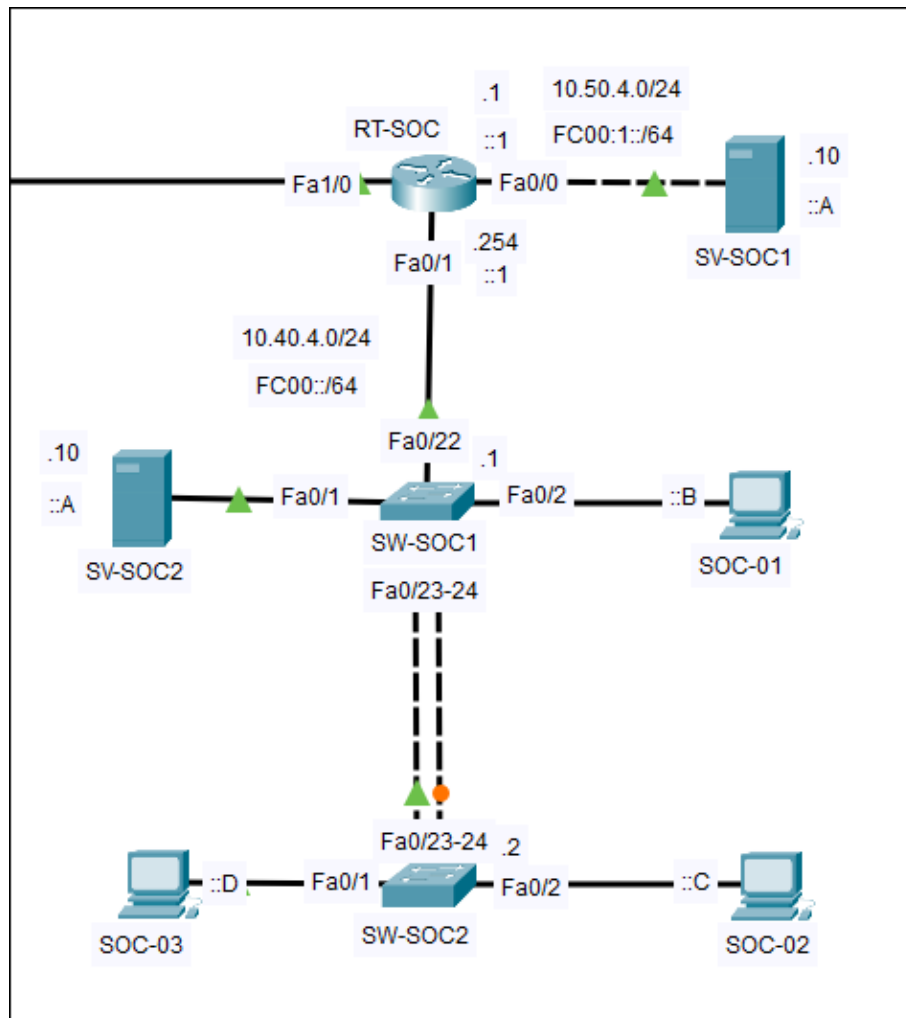 .1
10.50.4.0/24
RT-SOC
::1
FC00:1::/64
.10
Fa1/0
Fa0/0
::A
.254
SV-SOC1
Fa0/1
::1
10.40.4.0/24
FC00::/64
.10
Fa0/22
.1
::A
Fa0/1
Fa0/2
::B
SW-SOC1
SV-SOC2
SOC-01
Fa0/23-24
Fa0/23-24
.2
::D
Fa0/1
Fa0/2
::C
SOC-03
SW-SOC2
SOC-02